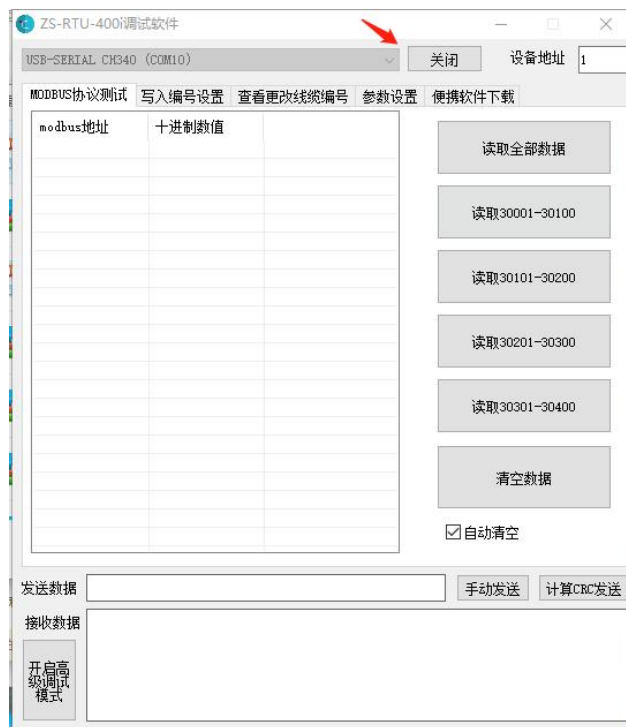 ZS-RTU-400i调试软件
USB-SERIAL CH340 (COM10)
关闭
设备地址
1
MODBUS协议测试
写入编号设置
查看更改线缆编号
参数设置
便携软件下载
modbus地址
十进制数值
读取全部数据
读取30001-30100
读取30101-30200
读取30201-30300
读取30301-30400
清空数据
自动清空
发送数据
手动发送
计算CRC发送
接收数据
开启高
级调试
模式